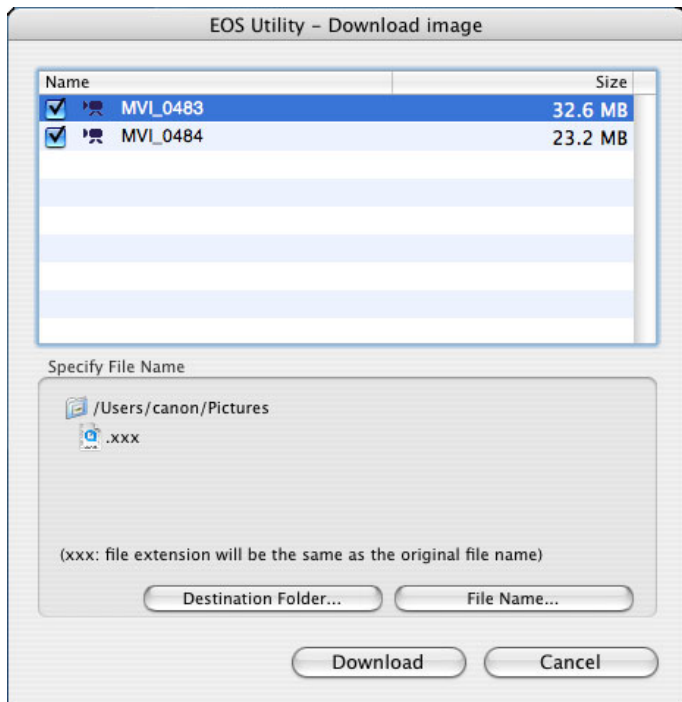 EOS Utility – Download image
Name Size
MVI_0483 32.6 MB
MVI_0484 23.2 MB
Specify File Name
/Users/canon/Pictures
.xxx
(xxx: file extension will be the same as the original file name)
Destination Folder... File Name...
Download Cancel